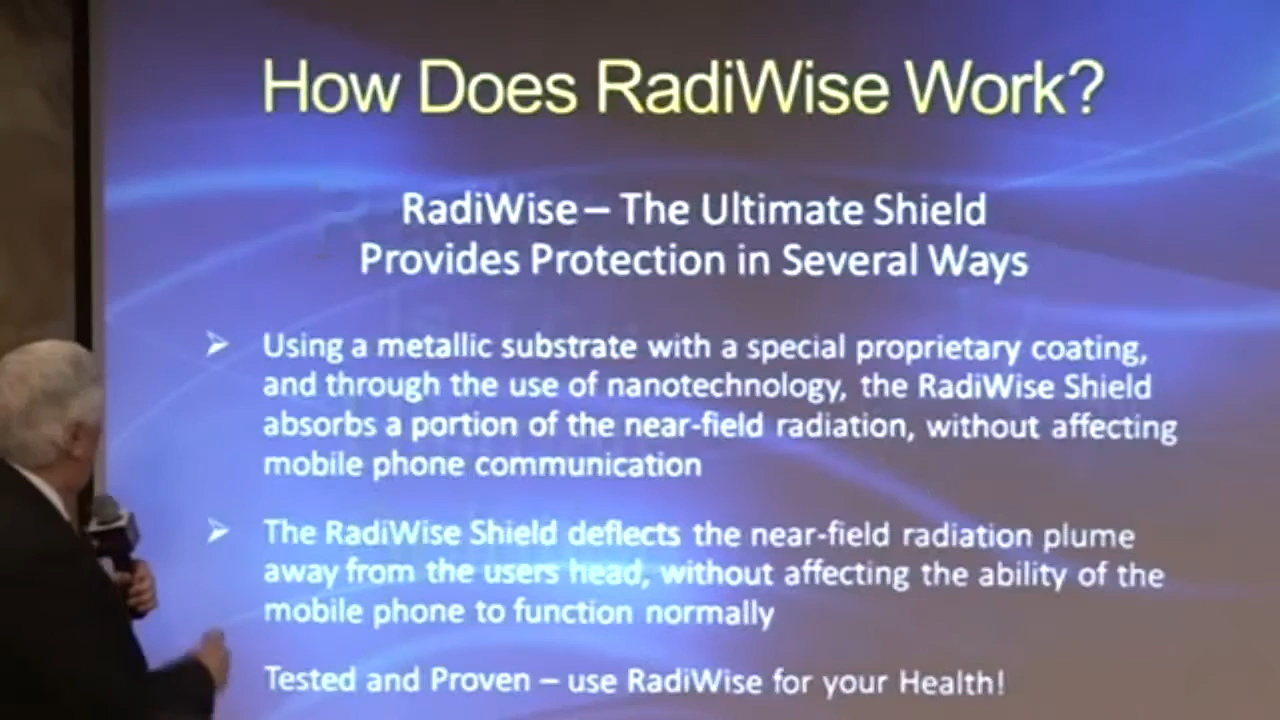 How Does RadiWise Work?
RadiWise – The Ultimate Shield
Provides Protection in Several Ways
➢ Using a metallic substrate with a special proprietary coating,
and through the use of nanotechnology, the RadiWise Shield
absorbs a portion of the near-field radiation, without affecting
mobile phone communication
➢ The RadiWise Shield deflects the near-field radiation plume
away from the users head, without affecting the ability of the
mobile phone to function normally
Tested and Proven – use RadiWise for your Health!